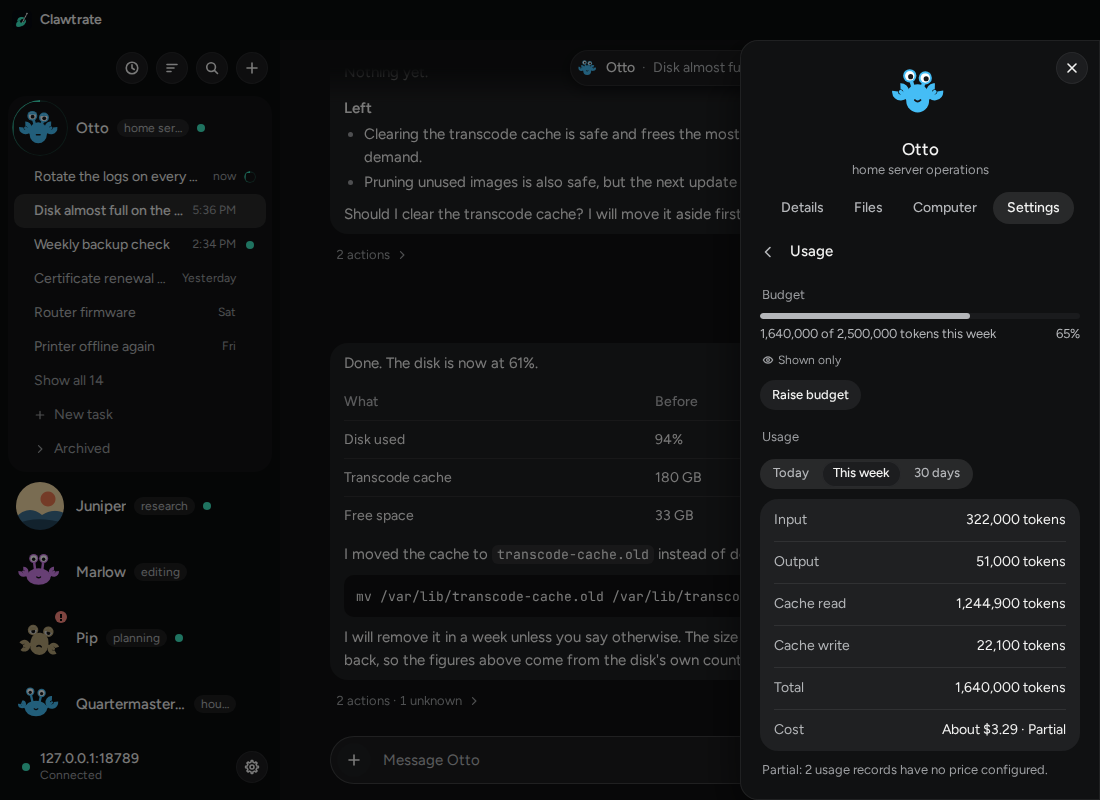 Clawtrate
Otto
home ser...
Rotate the logs on every ...
now
Disk almost full on the ...
5:36 PM
Weekly backup check
2:34 PM
Certificate renewal ...
Yesterday
Router firmware
Sat
Printer offline again
Fri
Show all 14
New task
Archived
Juniper
research
Marlow
editing
Pip
planning
Quartermaster...
hou...
127.0.0.1:18789
Connected
Otto · Disk almost fu
Nothing yet.
Left
Clearing the transcode cache is safe and frees the most
demand.
Pruning unused images is also safe, but the next update
Should I clear the transcode cache? I will move it aside first
2 actions
Done. The disk is now at 61%.
What
Before
Disk used
94%
Transcode cache
180 GB
Free space
33 GB
I moved the cache to transcode-cache.old instead of d
mv /var/lib/transcode-cache.old /var/lib/transco
I will remove it in a week unless you say otherwise. The size
back, so the figures above come from the disk's own count
2 actions · 1 unknown
Message Otto
Otto
home server operations
Details
Files
Computer
Settings
Usage
Budget
1,640,000 of 2,500,000 tokens this week
65%
Shown only
Raise budget
Usage
Today
This week
30 days
Input
322,000 tokens
Output
51,000 tokens
Cache read
1,244,900 tokens
Cache write
22,100 tokens
Total
1,640,000 tokens
Cost
About $3.29 · Partial
Partial: 2 usage records have no price configured.